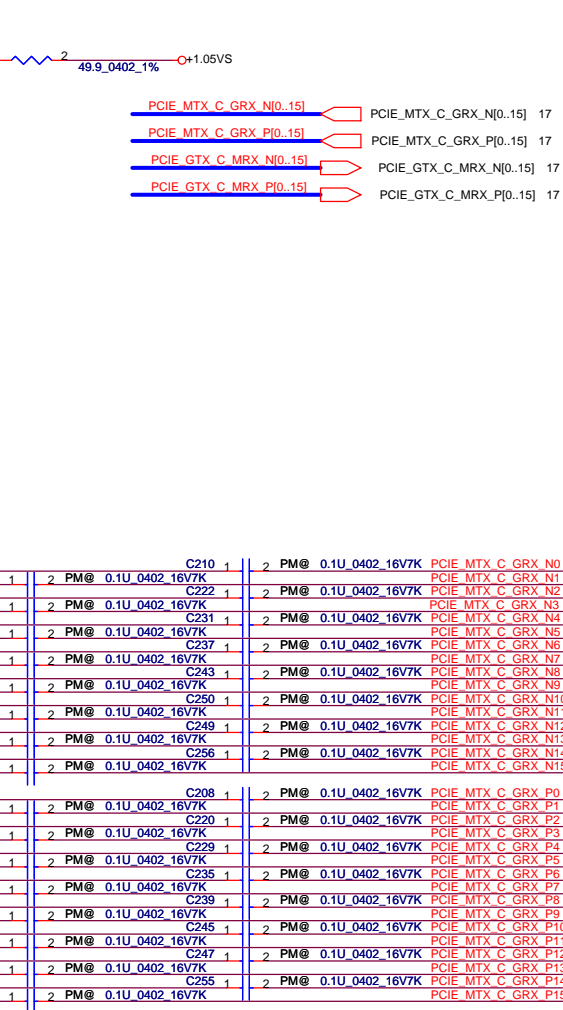 2
49.9_0402_1%
+1.05VS
PCIE_MTX_C_GRX_N[0..15] PCIE_MTX_C_GRX_N[0..15] 17
PCIE_MTX_C_GRX_P[0..15] PCIE_MTX_C_GRX_P[0..15] 17
PCIE_GTX_C_MRX_N[0..15] PCIE_GTX_C_MRX_N[0..15] 17
PCIE_GTX_C_MRX_P[0..15] PCIE_GTX_C_MRX_P[0..15] 17
C210 1 2 PM@ 0.1U_0402_16V7K PCIE_MTX_C_GRX_N0
1 2 PM@ 0.1U_0402_16V7K PCIE_MTX_C_GRX_N1
C222 1 2 PM@ 0.1U_0402_16V7K PCIE_MTX_C_GRX_N2
1 2 PM@ 0.1U_0402_16V7K PCIE_MTX_C_GRX_N3
C231 1 2 PM@ 0.1U_0402_16V7K PCIE_MTX_C_GRX_N4
1 2 PM@ 0.1U_0402_16V7K PCIE_MTX_C_GRX_N5
C237 1 2 PM@ 0.1U_0402_16V7K PCIE_MTX_C_GRX_N6
1 2 PM@ 0.1U_0402_16V7K PCIE_MTX_C_GRX_N7
C243 1 2 PM@ 0.1U_0402_16V7K PCIE_MTX_C_GRX_N8
1 2 PM@ 0.1U_0402_16V7K PCIE_MTX_C_GRX_N9
C250 1 2 PM@ 0.1U_0402_16V7K PCIE_MTX_C_GRX_N10
1 2 PM@ 0.1U_0402_16V7K PCIE_MTX_C_GRX_N11
C249 1 2 PM@ 0.1U_0402_16V7K PCIE_MTX_C_GRX_N12
1 2 PM@ 0.1U_0402_16V7K PCIE_MTX_C_GRX_N13
C256 1 2 PM@ 0.1U_0402_16V7K PCIE_MTX_C_GRX_N14
1 2 PM@ 0.1U_0402_16V7K PCIE_MTX_C_GRX_N15
C208 1 2 PM@ 0.1U_0402_16V7K PCIE_MTX_C_GRX_P0
1 2 PM@ 0.1U_0402_16V7K PCIE_MTX_C_GRX_P1
C220 1 2 PM@ 0.1U_0402_16V7K PCIE_MTX_C_GRX_P2
1 2 PM@ 0.1U_0402_16V7K PCIE_MTX_C_GRX_P3
C229 1 2 PM@ 0.1U_0402_16V7K PCIE_MTX_C_GRX_P4
1 2 PM@ 0.1U_0402_16V7K PCIE_MTX_C_GRX_P5
C235 1 2 PM@ 0.1U_0402_16V7K PCIE_MTX_C_GRX_P6
1 2 PM@ 0.1U_0402_16V7K PCIE_MTX_C_GRX_P7
C239 1 2 PM@ 0.1U_0402_16V7K PCIE_MTX_C_GRX_P8
1 2 PM@ 0.1U_0402_16V7K PCIE_MTX_C_GRX_P9
C245 1 2 PM@ 0.1U_0402_16V7K PCIE_MTX_C_GRX_P10
1 2 PM@ 0.1U_0402_16V7K PCIE_MTX_C_GRX_P11
C247 1 2 PM@ 0.1U_0402_16V7K PCIE_MTX_C_GRX_P12
1 2 PM@ 0.1U_0402_16V7K PCIE_MTX_C_GRX_P13
C255 1 2 PM@ 0.1U_0402_16V7K PCIE_MTX_C_GRX_P14
1 2 PM@ 0.1U_0402_16V7K PCIE_MTX_C_GRX_P15